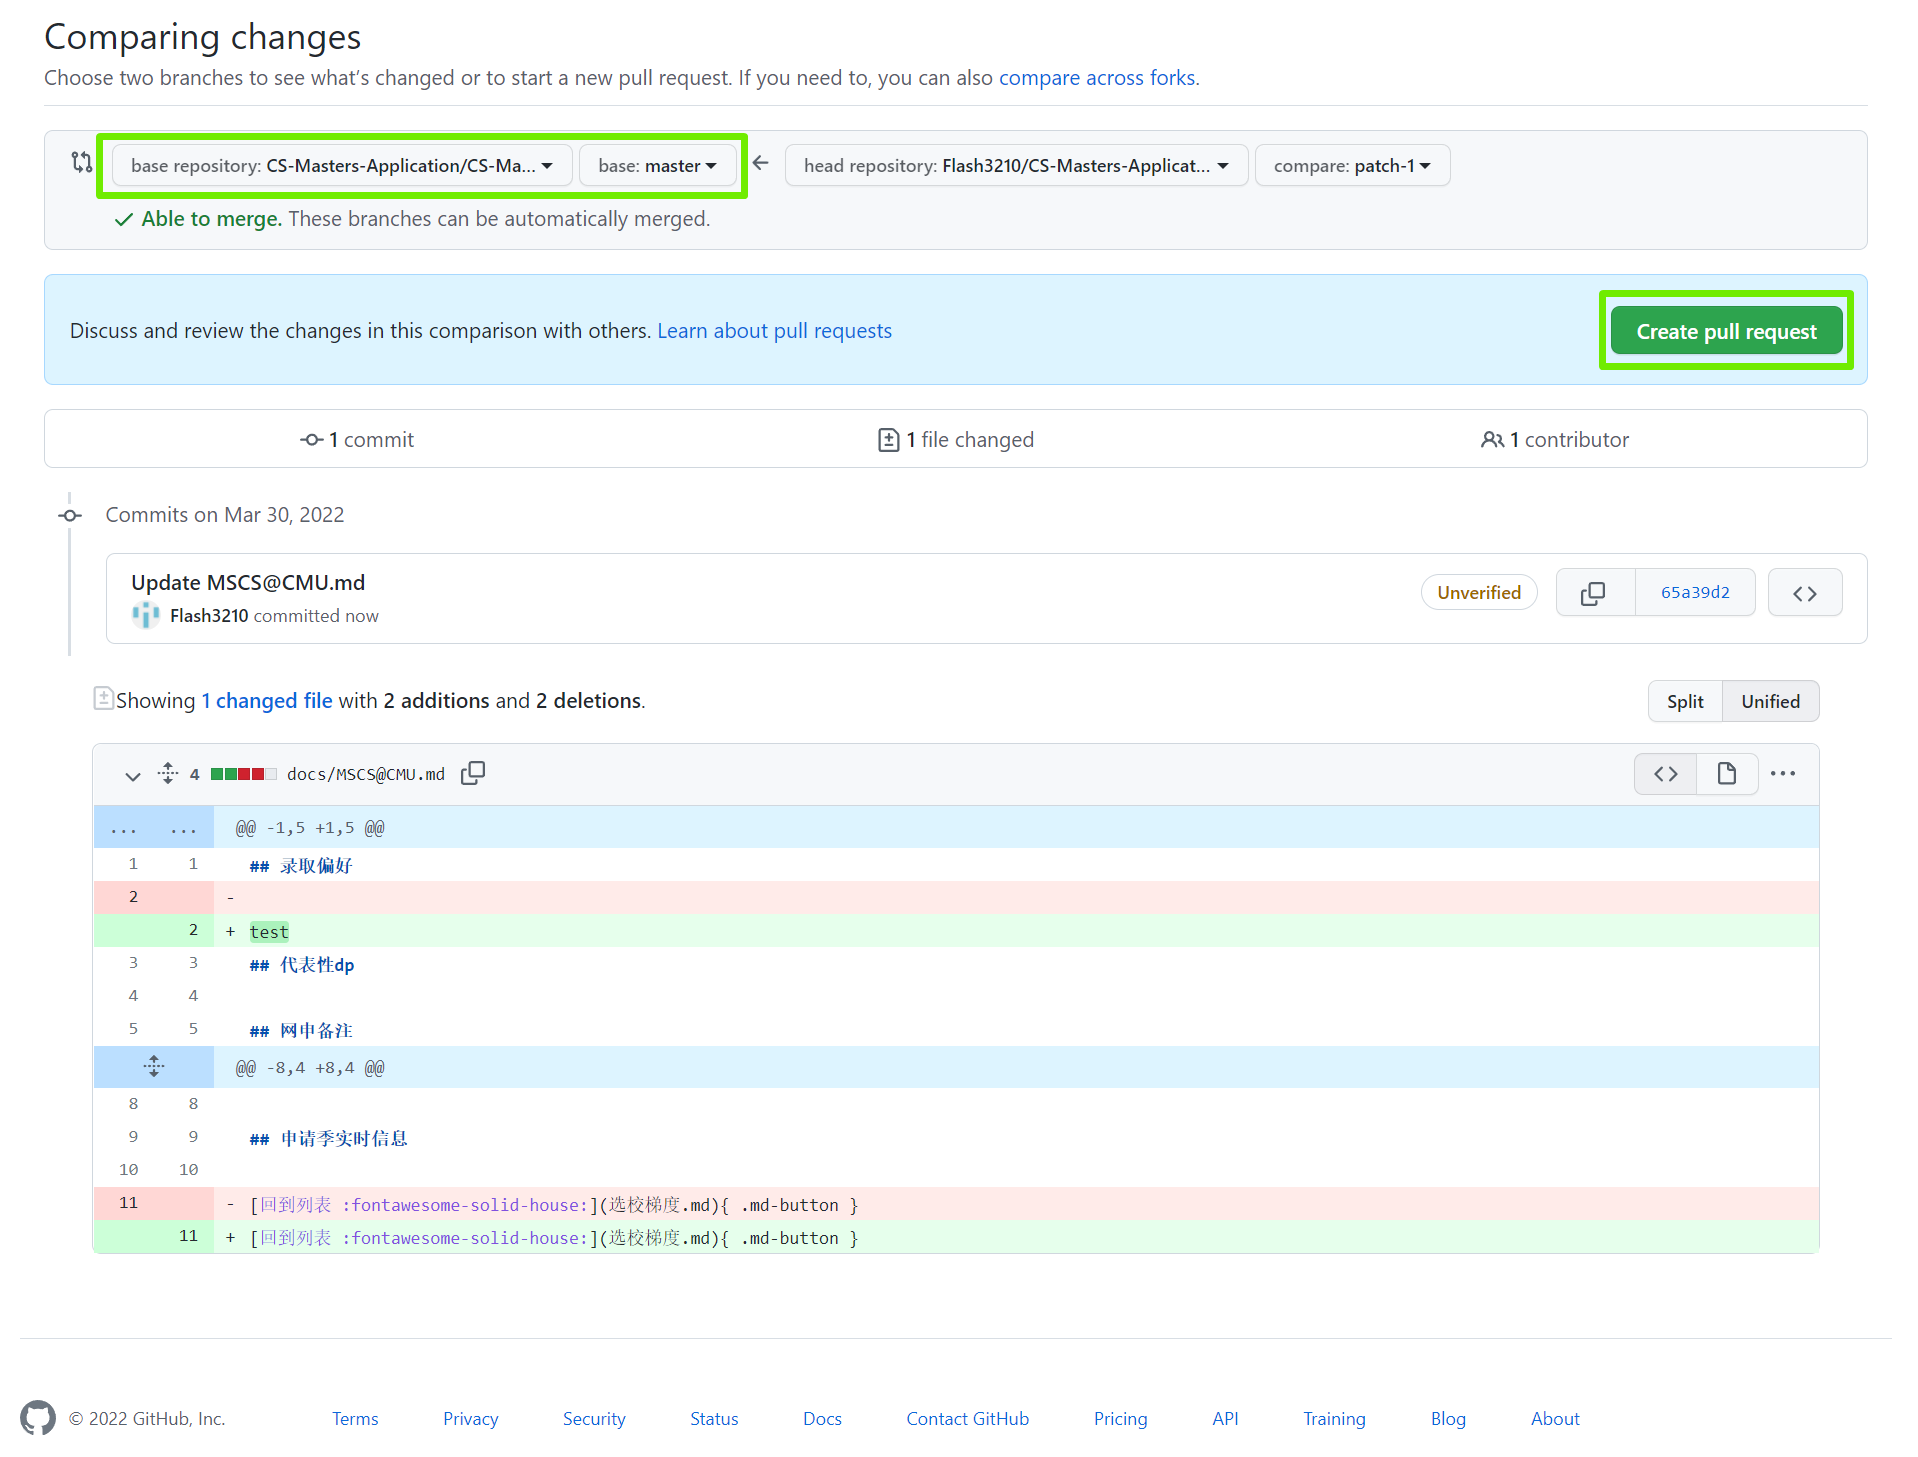 Comparing changes
Choose two branches to see what's changed or to start a new pull request. If you need to, you can also compare across forks.
base repository: CS-Masters-Application/CS-Ma... base: master head repository: Flash3210/CS-Masters-Applicat... compare: patch-1
Able to merge. These branches can be automatically merged.
Discuss and review the changes in this comparison with others. Learn about pull requests Create pull request
1 commit 1 file changed 1 contributor
Commits on Mar 30, 2022
Update MSCS@CMU.md
Flash3210 committed now
Unverified 65a39d2
Showing 1 changed file with 2 additions and 2 deletions. Split Unified
4 docs/MSCS@CMU.md
... ... @@ -1,5 +1,5 @@
1 1 ## 录取偏好
2 -
2 + test
3 3 ## 代表性dp
4 4
5 5 ## 网申备注
@@ -8,4 +8,4 @@
8 8
9 9 ## 申请季实时信息
10 10
11 - [回到列表 :fontawesome-solid-house:](选校梯度.md){ .md-button }
11 + [回到列表 :fontawesome-solid-house:](选校梯度.md){ .md-button }
© 2022 GitHub, Inc. Terms Privacy Security Status Docs Contact GitHub Pricing API Training Blog About